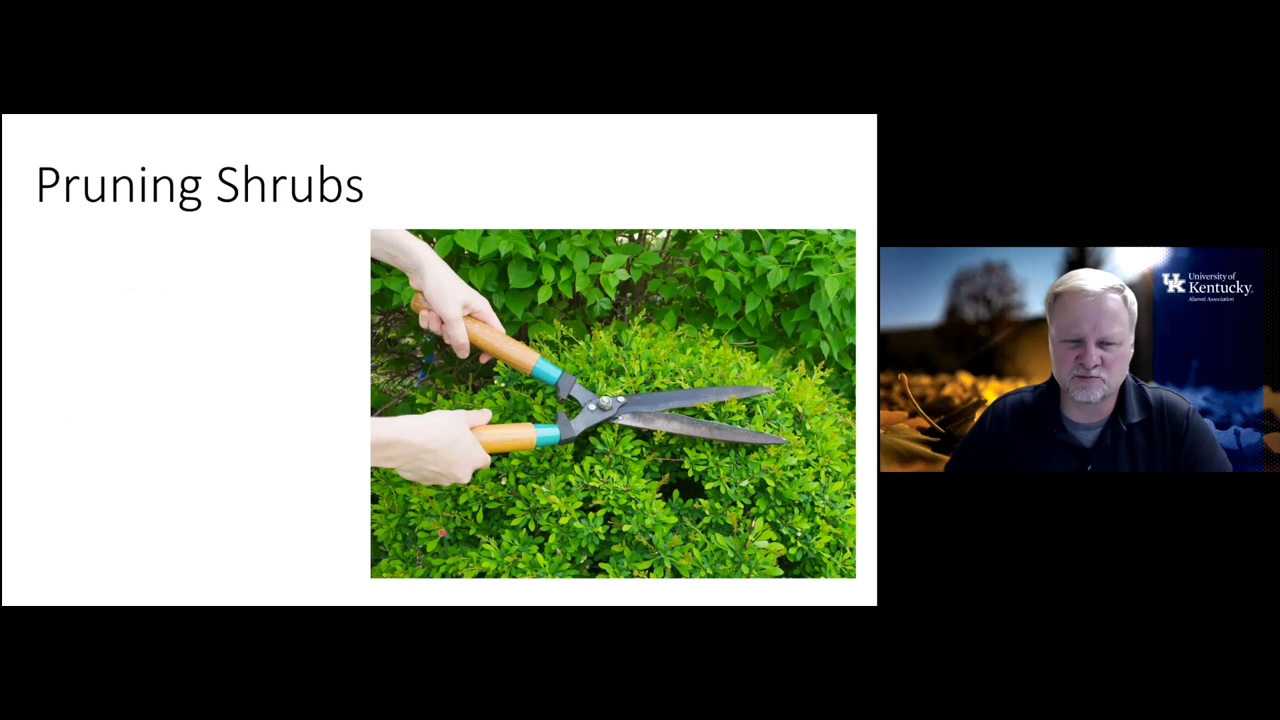 Pruning Shrubs
University of
Kentucky.
Alumni Association